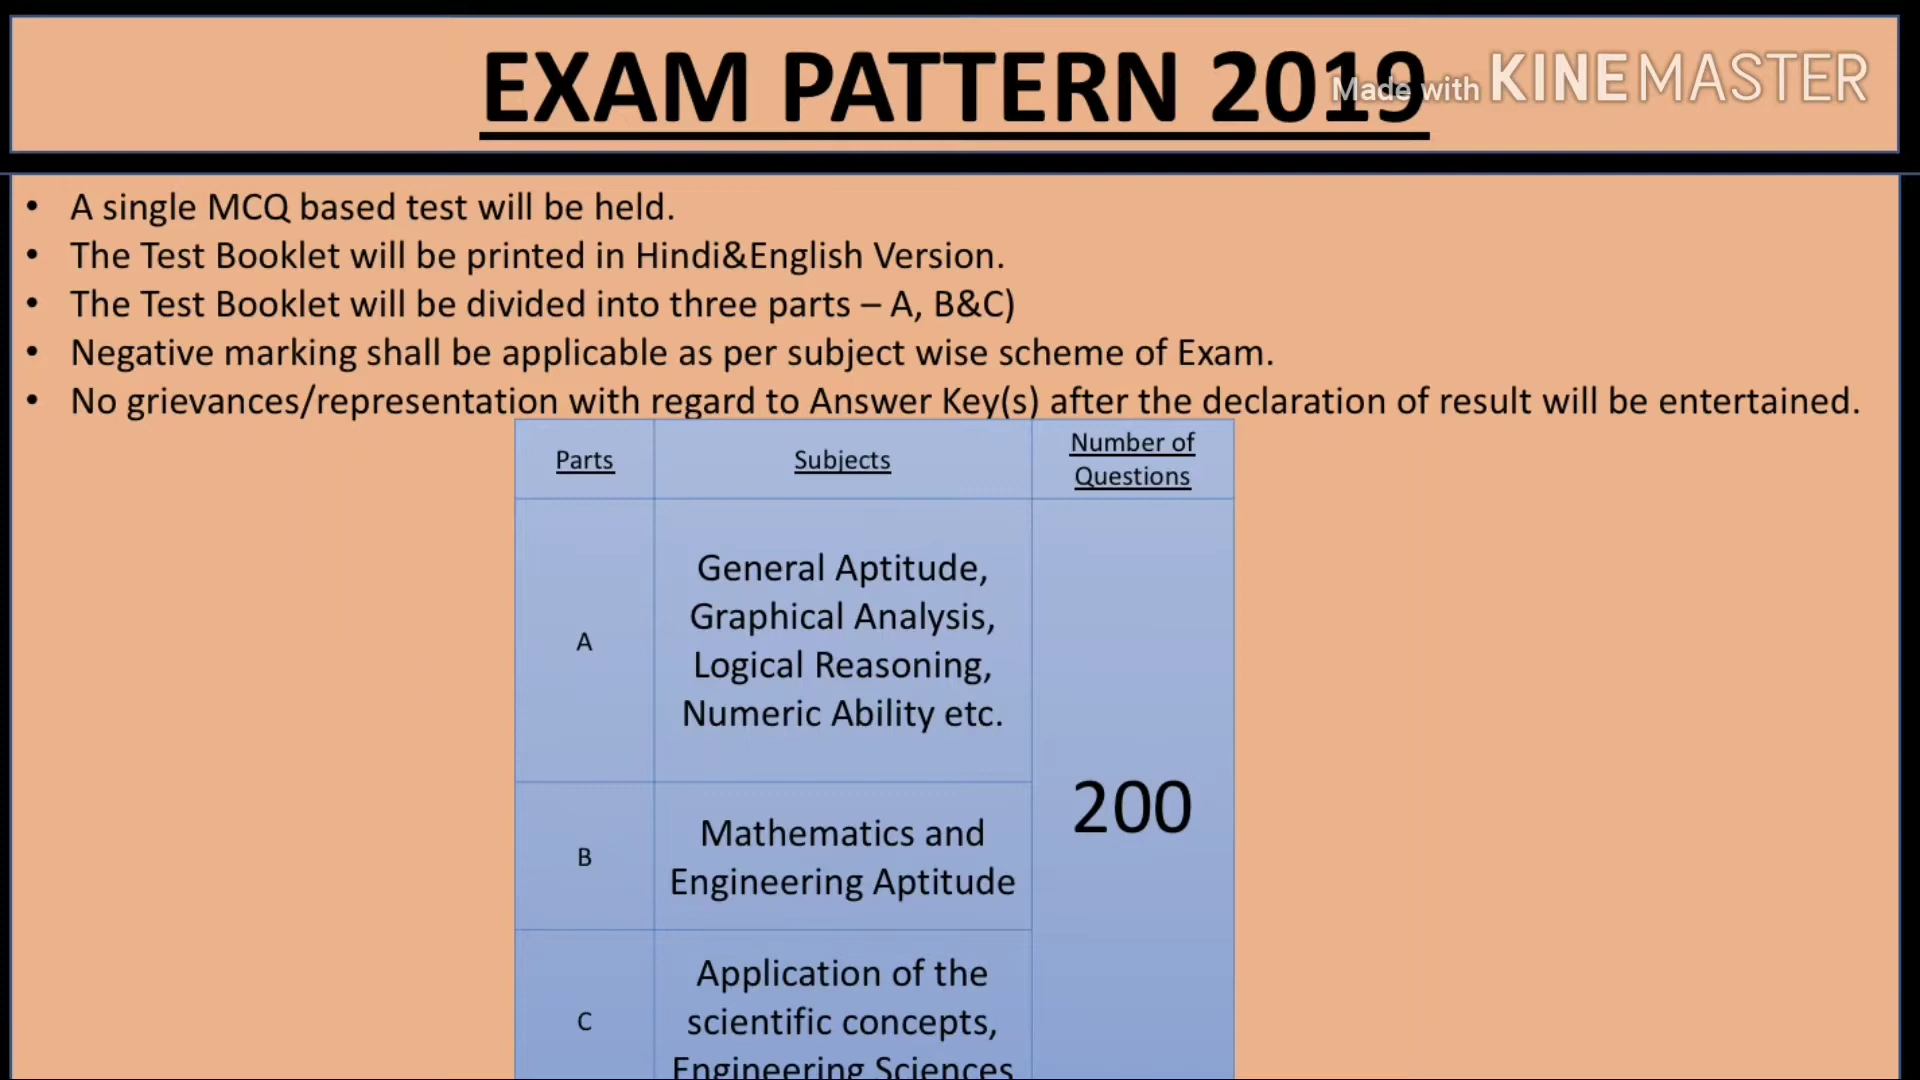 EXAM PATTERN 2019
Made with KINEMASTER
• A single MCQ based test will be held.
• The Test Booklet will be printed in Hindi&English Version.
• The Test Booklet will be divided into three parts – A, B&C)
• Negative marking shall be applicable as per subject wise scheme of Exam.
• No grievances/representation with regard to Answer Key(s) after the declaration of result will be entertained.
Parts
Subjects
Number of
Questions
A
General Aptitude,
Graphical Analysis,
Logical Reasoning,
Numeric Ability etc.
200
B
Mathematics and
Engineering Aptitude
C
Application of the
scientific concepts,
Engineering Sciences